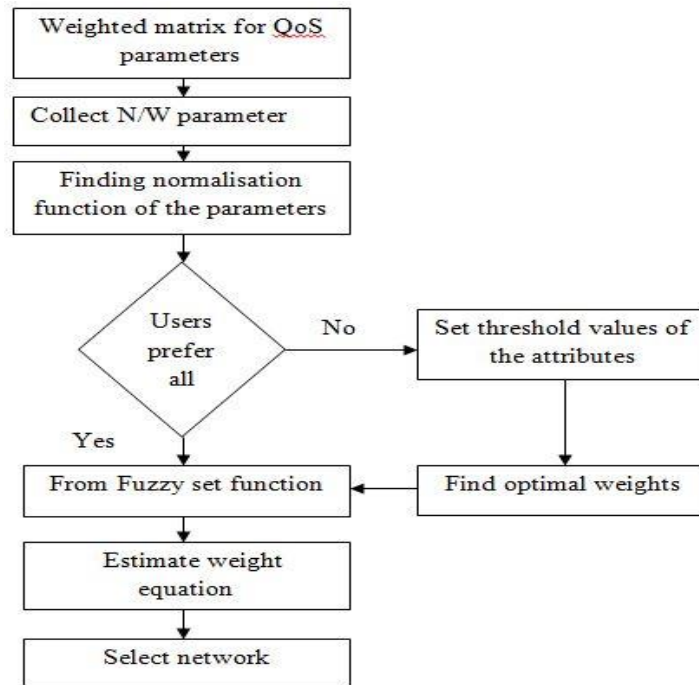 Weighted matrix for QoS
parameters
Collect N/W parameter
Finding normalisation
function of the parameters
Users
prefer
all
No
Set threshold values of
the attributes
Yes
From Fuzzy set function
Find optimal weights
Estimate weight
equation
Select network